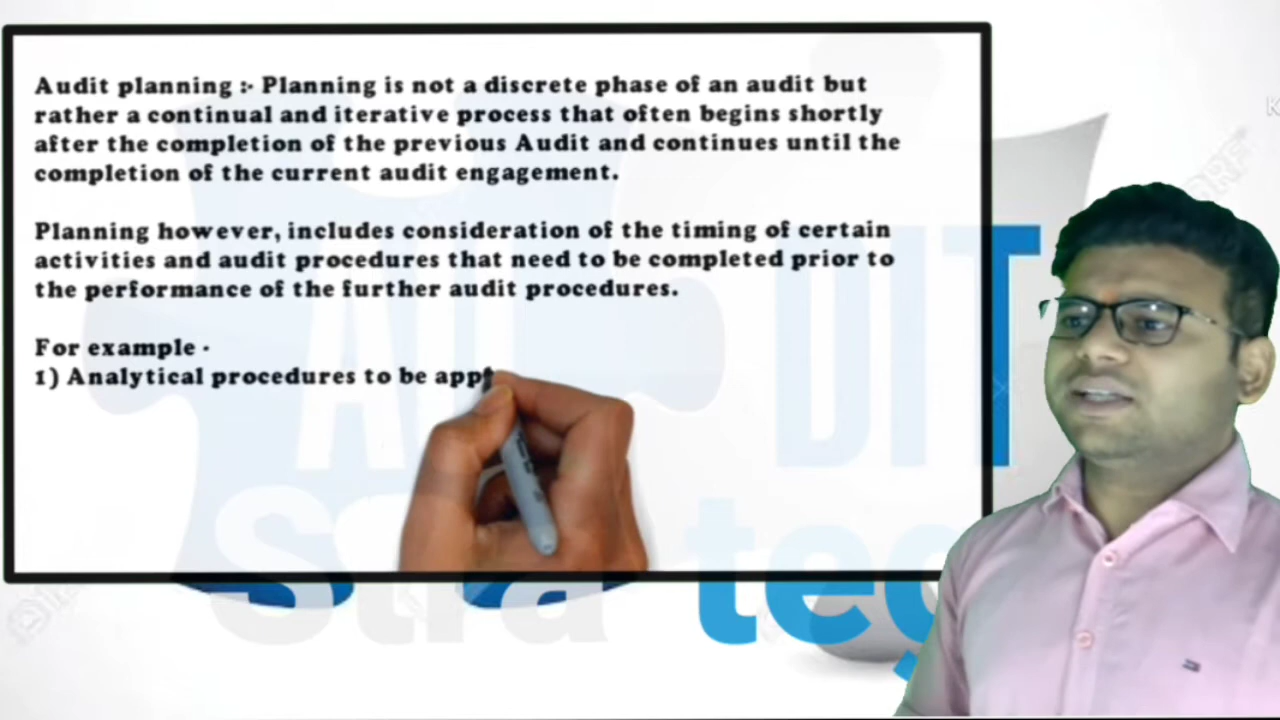 Audit planning :- Planning is not a discrete phase of an audit but
rather a continual and iterative process that often begins shortly
after the completion of the previous Audit and continues until the
completion of the current audit engagement.
Planning however, includes consideration of the timing of certain
activities and audit procedures that need to be completed prior to
the performance of the further audit procedures.
For example -
1) Analytical procedures to be app
AUDIT
Strateg